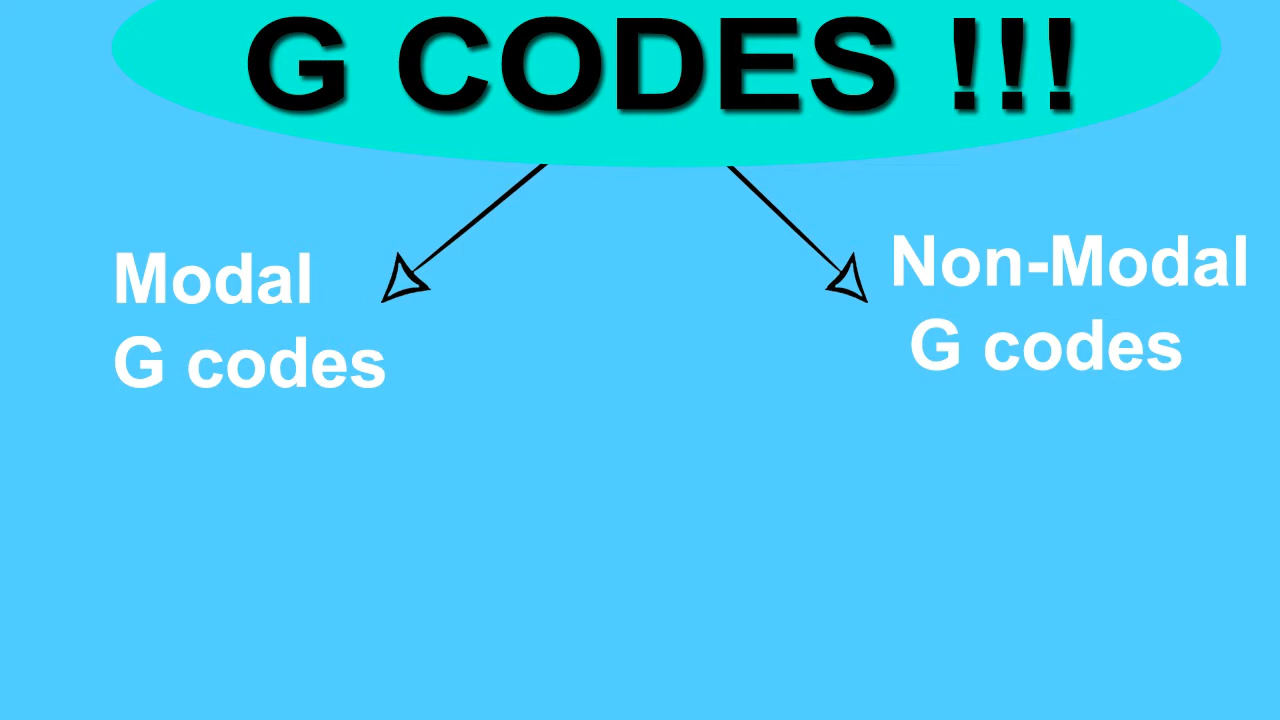 G CODES !!!
Modal
G codes
Non-Modal
G codes